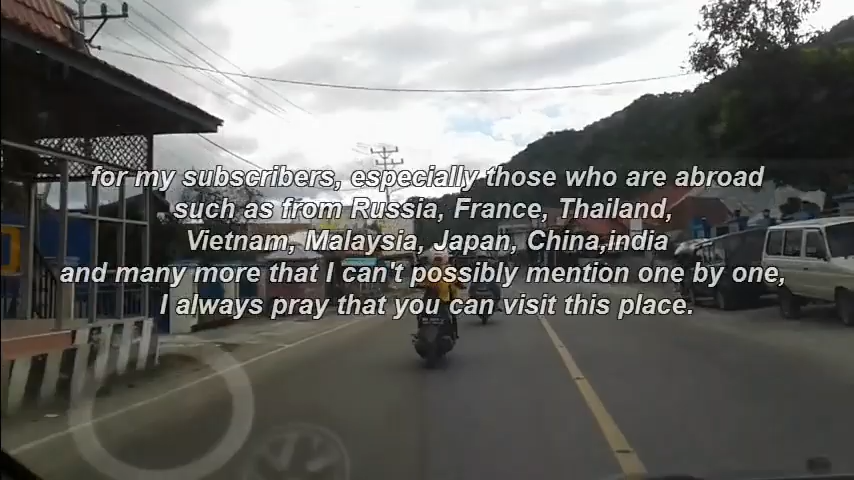 for my subscribers, especially those who are abroad
such as from Russia, France, Thailand,
Vietnam, Malaysia, Japan, China,india
and many more that I can't possibly mention one by one,
I always pray that you can visit this place.